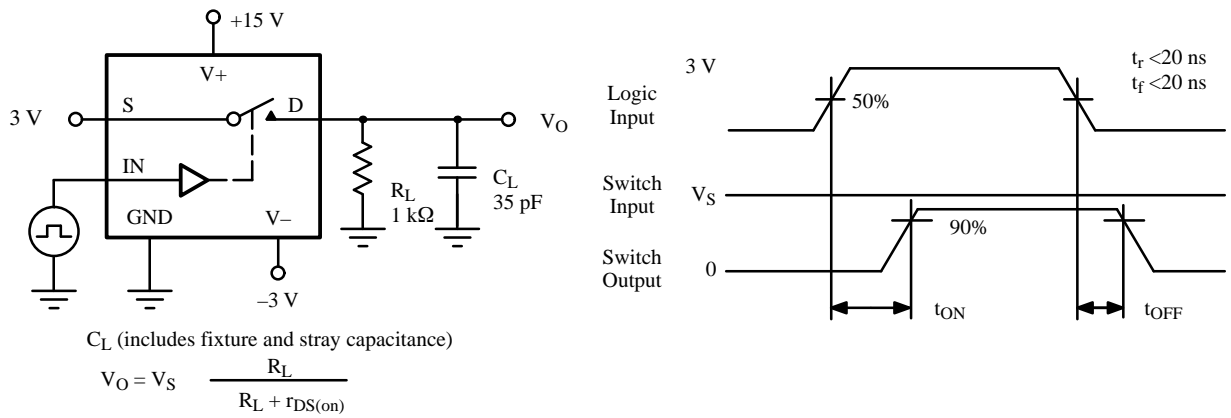 +15 V
V+
S
D
3 V
V_O
IN
R_L
1 kΩ
C_L
35 pF
GND
V–
–3 V
C_L (includes fixture and stray capacitance)
V_O = V_S R_L
R_L + r_DS(on)
3 V
t_r <20 ns
t_f <20 ns
Logic
Input
50%
Switch
Input
V_S
90%
Switch
Output
0
t_ON
t_OFF